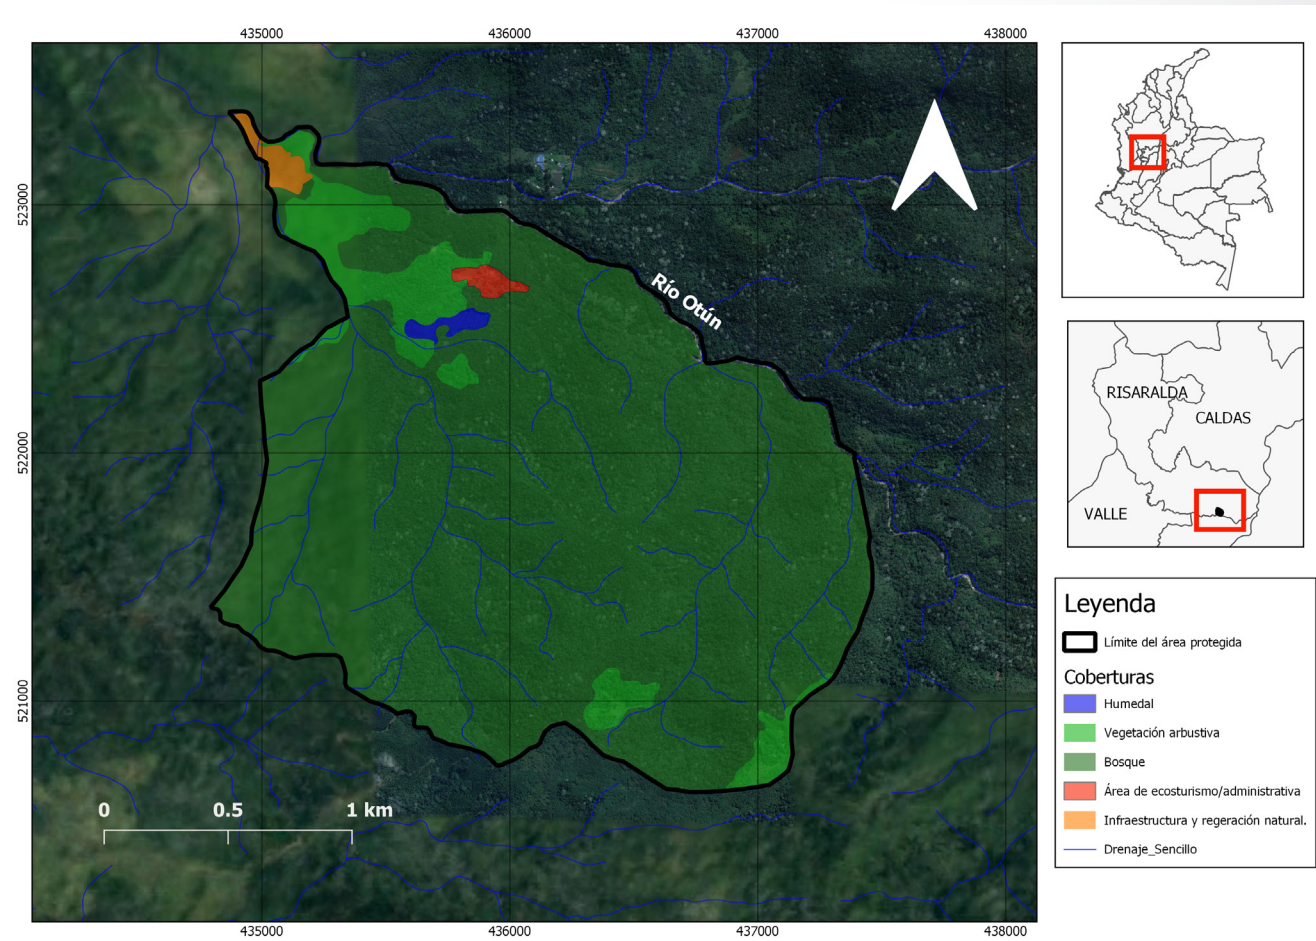 435000
436000
437000
438000
523000
522000
521000
Río Otún
0
0.5
1 km
435000
436000
437000
438000
RISARALDA
CALDAS
VALLE
Leyenda
Límite del área protegida
Coberturas
Humedal
Vegetación arbustiva
Bosque
Área de ecosturismo/administrativa
Infraestructura y regeración natural.
Drenaje_Sencillo